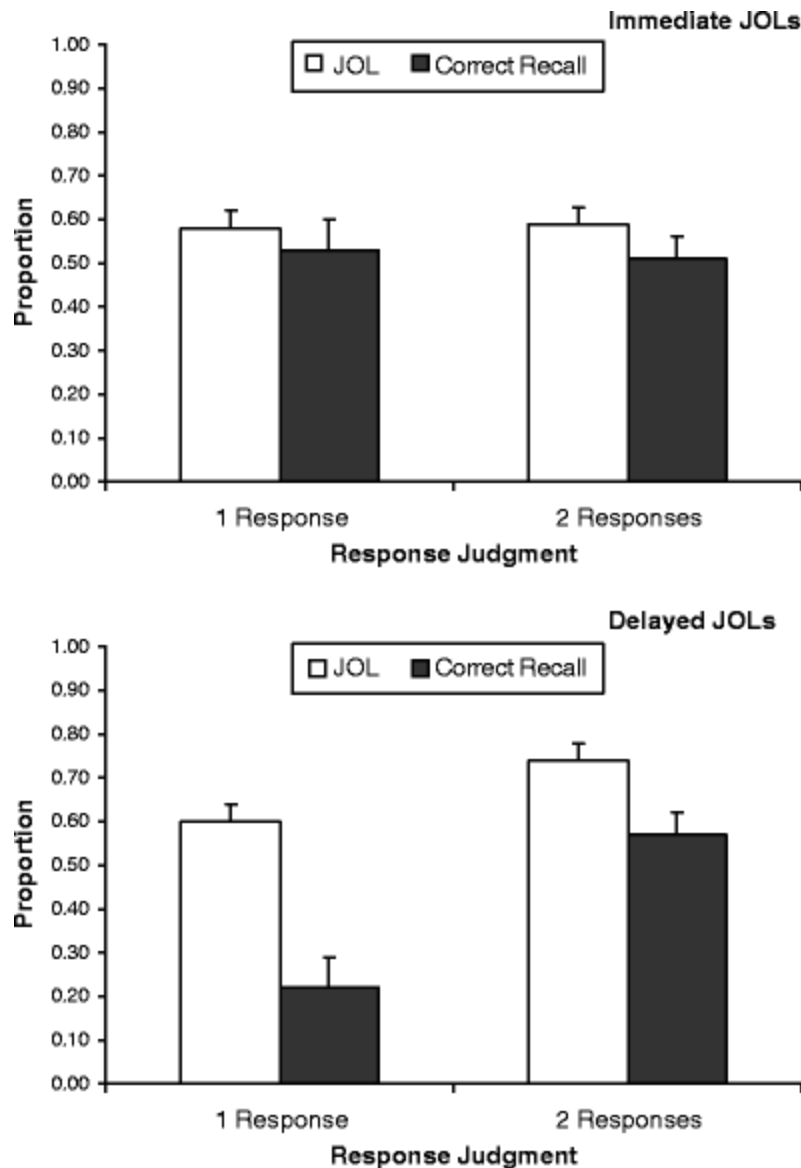 Immediate JOLs
JOL Correct Recall
1.00
0.90
0.80
0.70
0.60
0.50
0.40
0.30
0.20
0.10
0.00
Proportion
1 Response 2 Responses
Response Judgment
Delayed JOLs
JOL Correct Recall
1.00
0.90
0.80
0.70
0.60
0.50
0.40
0.30
0.20
0.10
0.00
Proportion
1 Response 2 Responses
Response Judgment